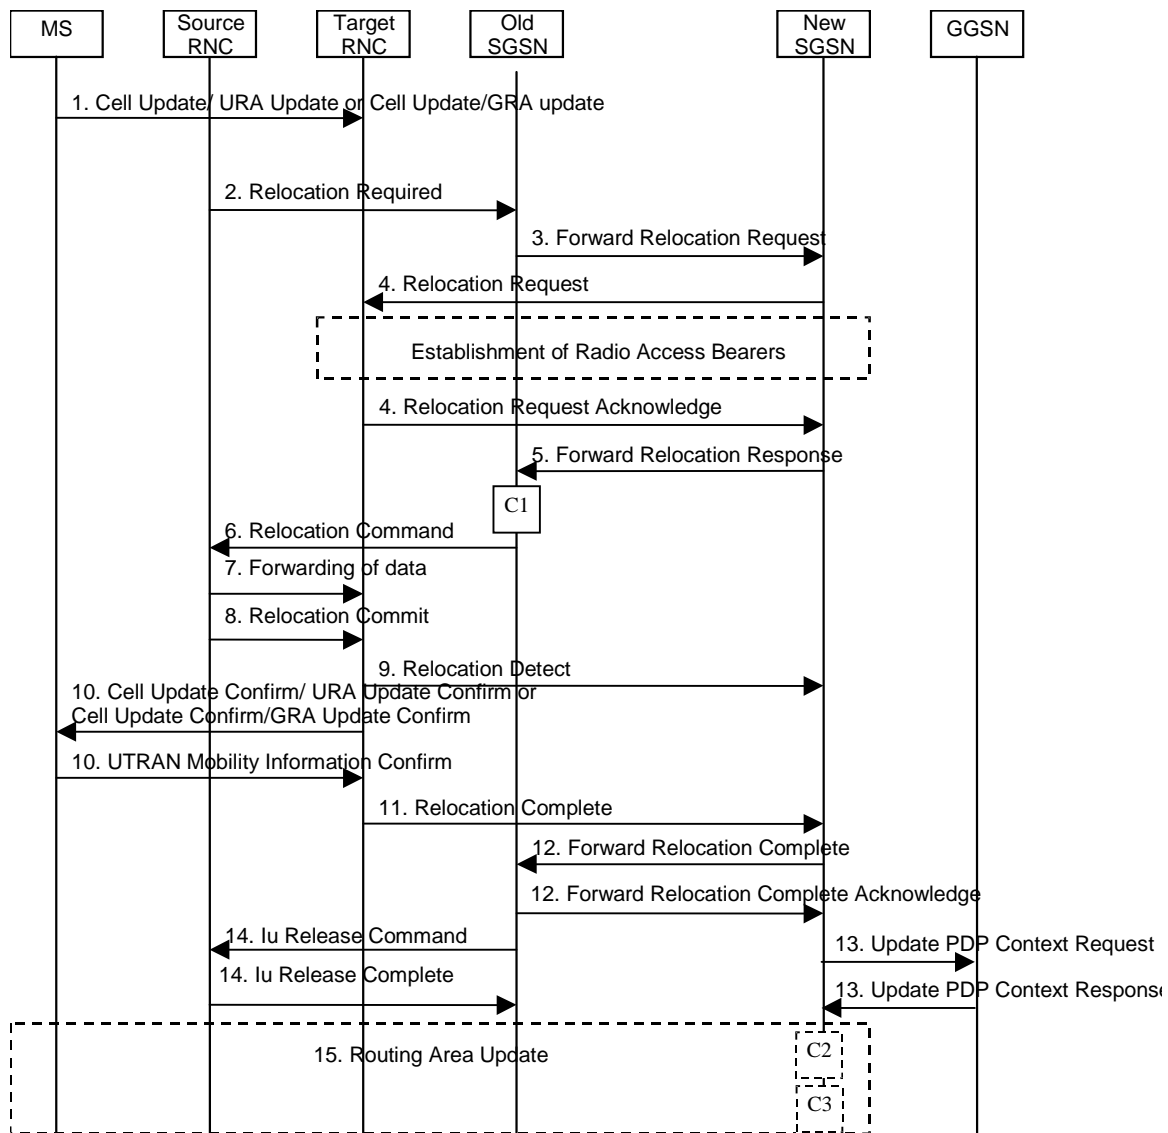 MS
Source
RNC
Target
RNC
Old
SGSN
New
SGSN
GGSN
1. Cell Update/ URA Update or Cell Update/GRA update
2. Relocation Required
3. Forward Relocation Request
4. Relocation Request
Establishment of Radio Access Bearers
4. Relocation Request Acknowledge
5. Forward Relocation Response
C1
6. Relocation Command
7. Forwarding of data
8. Relocation Commit
9. Relocation Detect
10. Cell Update Confirm/ URA Update Confirm or
Cell Update Confirm/GRA Update Confirm
10. UTRAN Mobility Information Confirm
11. Relocation Complete
12. Forward Relocation Complete
12. Forward Relocation Complete Acknowledge
14. Iu Release Command
13. Update PDP Context Request
14. Iu Release Complete
13. Update PDP Context Response
15. Routing Area Update
C2
C3